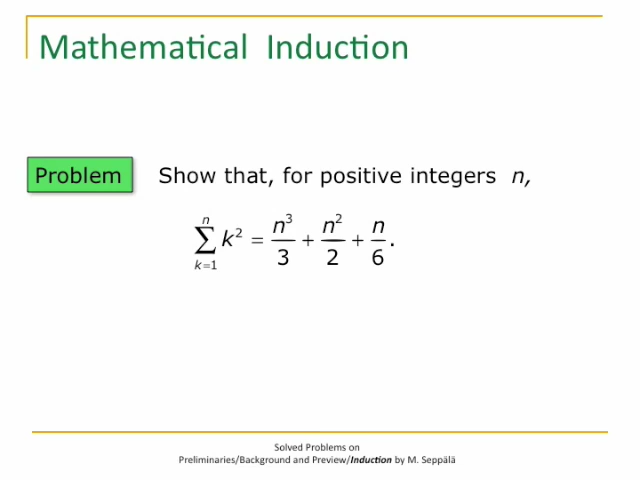 Mathematical Induction
Problem Show that, for positive integers n,
∑_{k=1}^{n} k² = n³/3 + n²/2 + n/6.
Solved Problems on
Preliminaries/Background and Preview/Induction by M. Seppälä